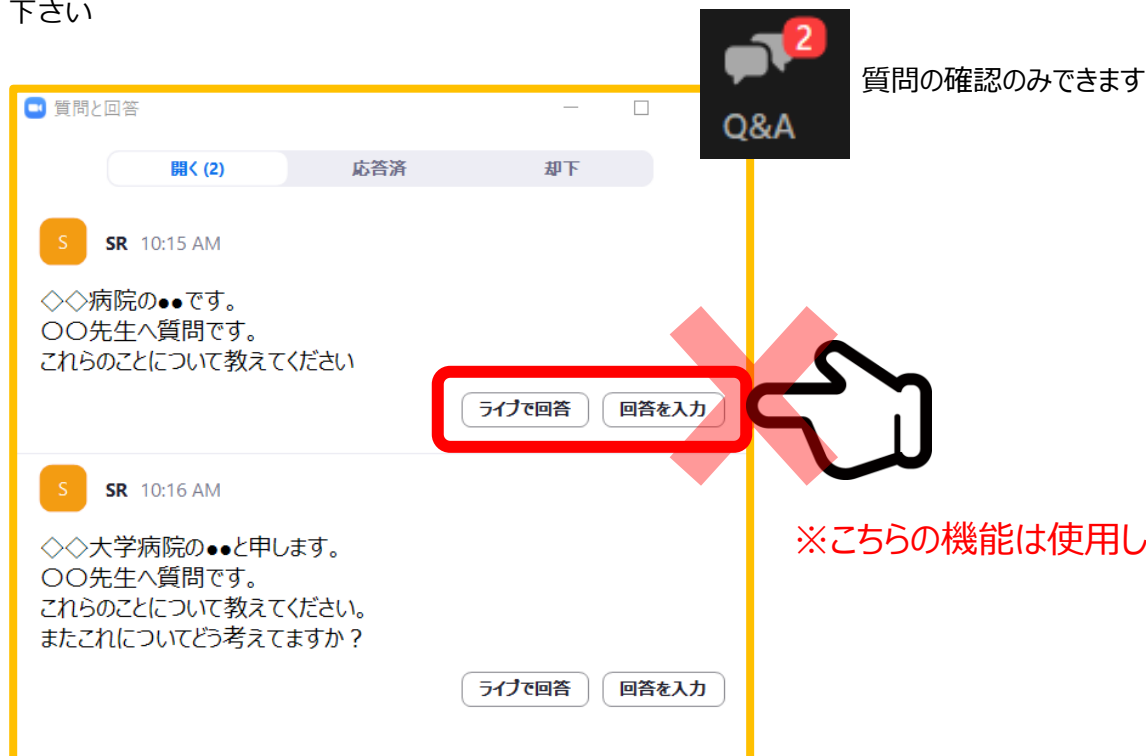 下さい
2
Q&A
質問の確認のみできます
質問と回答
開く (2)
応答済
却下
S
SR 10:15 AM
◇◇病院の●●です。
〇〇先生へ質問です。
これらのことについて教えてください
ライブで回答
回答を入力
※こちらの機能は使用し
S
SR 10:16 AM
◇◇大学病院の●●と申します。
〇〇先生へ質問です。
これらのことについて教えてください。
またこれについてどう考えてますか？
ライブで回答
回答を入力